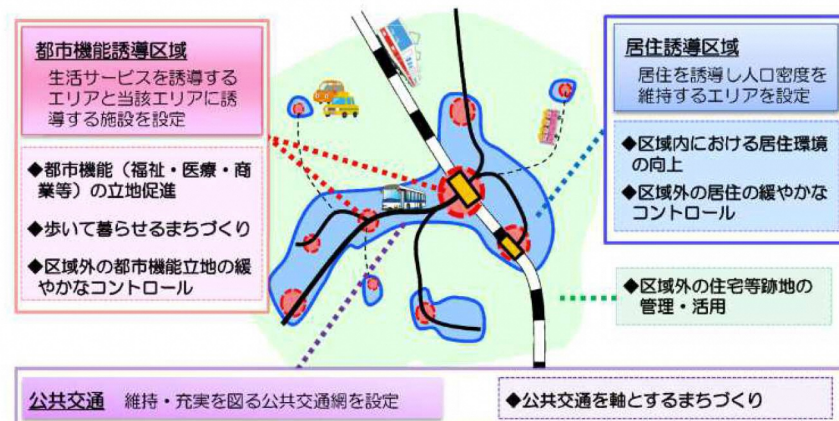 都市機能誘導区域
生活サービスを誘導する
エリアと当該エリアに誘
導する施設を設定
◆都市機能（福祉・医療・商
業等）の立地促進
◆歩いて暮らせるまちづくり
◆区域外の都市機能立地の緩
やかなコントロール
居住誘導区域
居住を誘導し人口密度を
維持するエリアを設定
◆区域内における居住環境
の向上
◆区域外の居住の緩やかな
コントロール
◆区域外の住宅等跡地の
管理・活用
公共交通 維持・充実を図る公共交通網を設定
◆公共交通を軸とするまちづくり